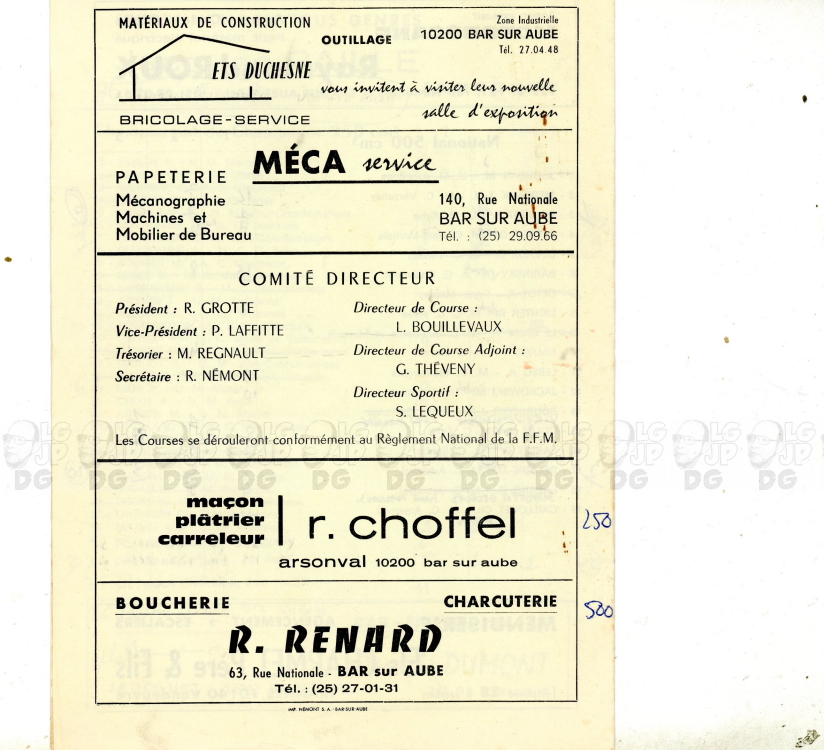 MATÉRIAUX DE CONSTRUCTION
OUTILLAGE
Zone Industrielle
10200 BAR SUR AUBE
Tél. 27.04.48
ETS DUCHESNE
vous invitent à visiter leur nouvelle
salle d'exposition
BRICOLAGE-SERVICE
MÉCA service
PAPETERIE
Mécanographie
Machines et
Mobilier de Bureau
140, Rue Nationale
BAR SUR AUBE
Tél. : (25) 29.09.66
COMITÉ DIRECTEUR
Président : R. GROTTE
Vice-Président : P. LAFFITTE
Trésorier : M. REGNAULT
Secrétaire : R. NÉMONT
Directeur de Course :
L. BOUILLEVAUX
Directeur de Course Adjoint :
G. THÉVENY
Directeur Sportif :
S. LEQUEUX
Les Courses se dérouleront conformément au Règlement National de la F.F.M.
LG JP DG
maçon
plâtrier
carreleur
r. choffel
arsonval 10200 bar sur aube
250
BOUCHERIE
CHARCUTERIE
500
R. RENARD
63, Rue Nationale - BAR sur AUBE
Tél. : (25) 27-01-31
IMP. NÉMONT S.A. - BAR-SUR-AUBE